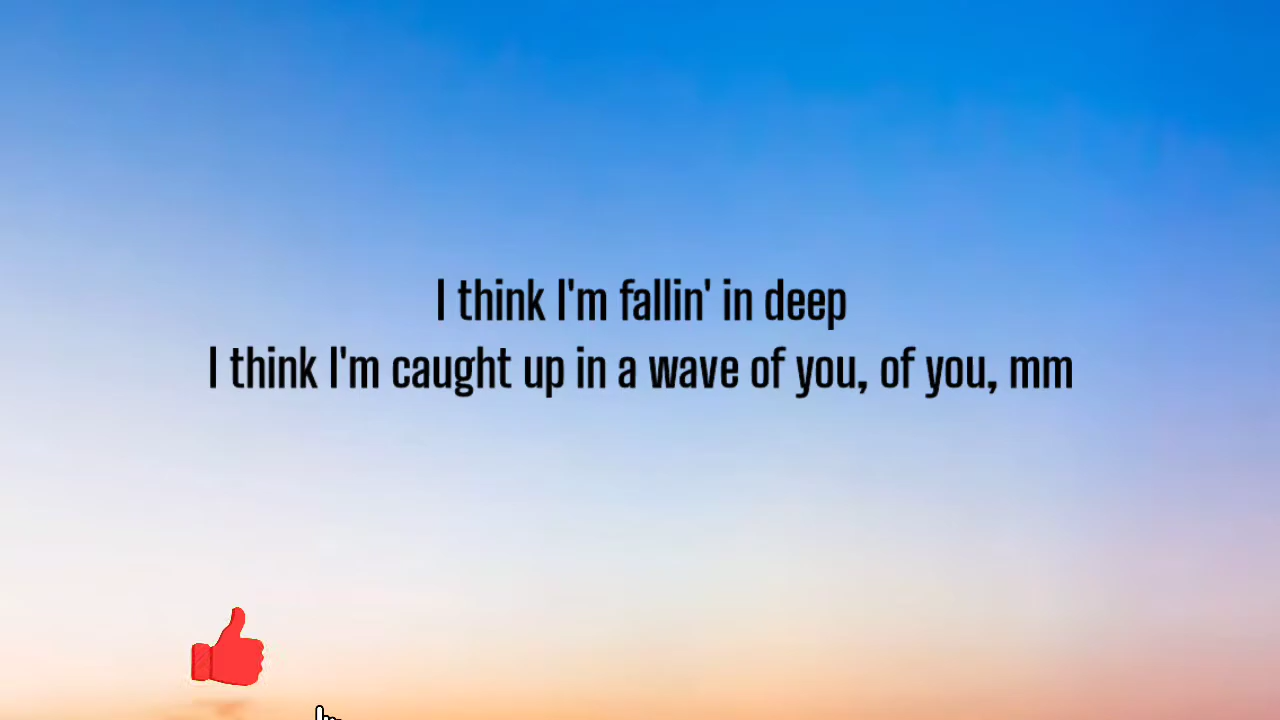 I think I'm fallin' in deep
I think I'm caught up in a wave of you, of you, mm